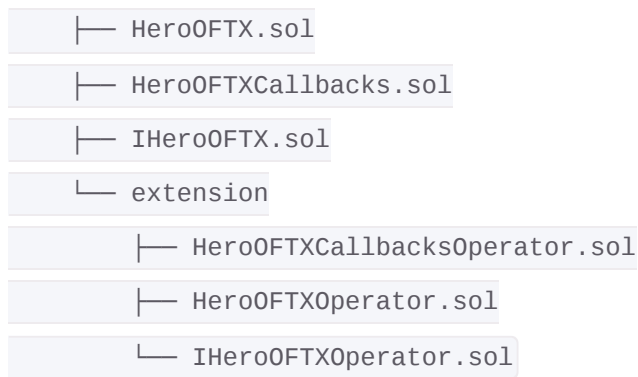 ├── HeroOFTX.sol
├── HeroOFTXCallbacks.sol
├── IHeroOFTX.sol
└── extension
    ├── HeroOFTXCallbacksOperator.sol
    ├── HeroOFTXOperator.sol
    └── IHeroOFTXOperator.sol